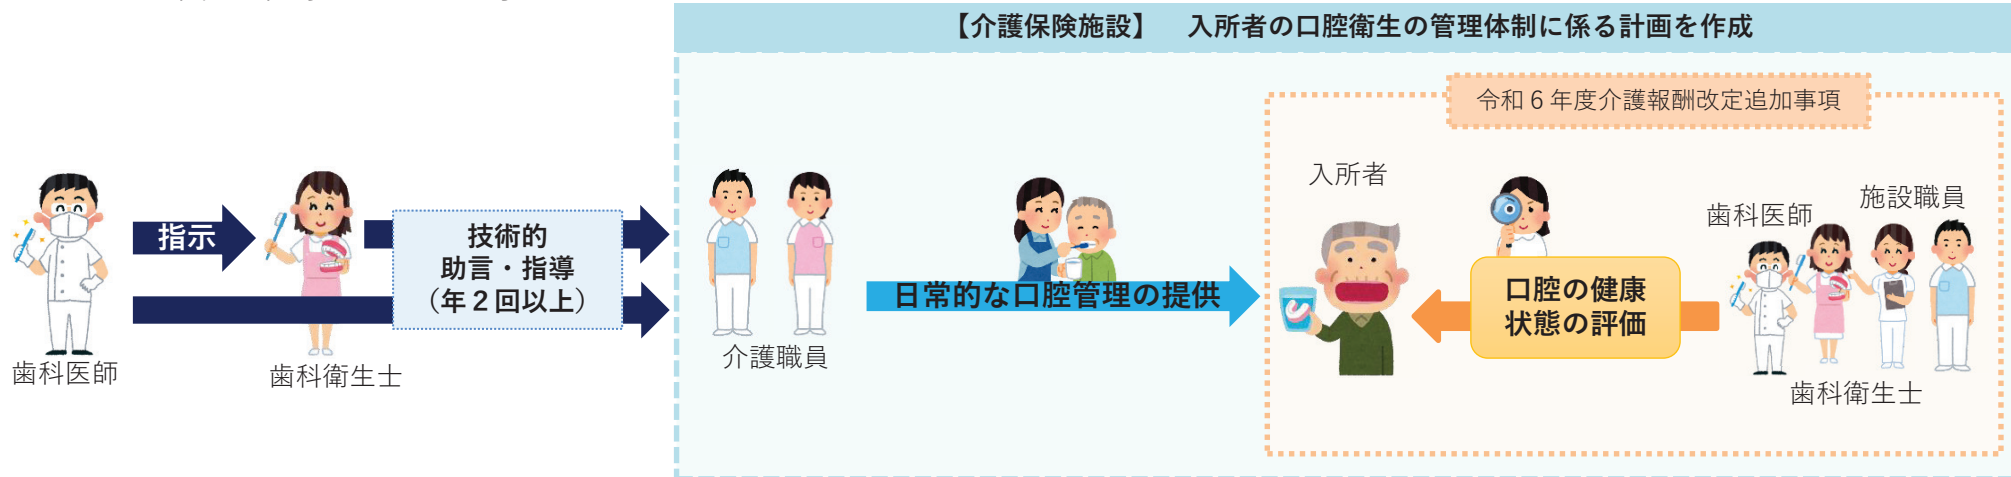 【介護保険施設】　入所者の口腔衛生の管理体制に係る計画を作成
令和６年度介護報酬改定追加事項
指示
技術的
助言・指導
（年２回以上）
歯科医師
歯科衛生士
介護職員
日常的な口腔管理の提供
入所者
口腔の健康
状態の評価
歯科医師
施設職員
歯科衛生士